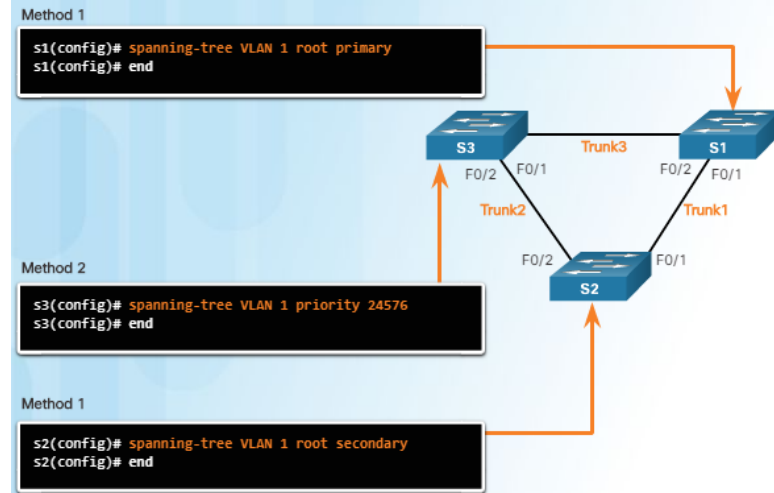 Method 1
s1(config)# spanning-tree VLAN 1 root primary
s1(config)# end
S3
Trunk3
S1
F0/2
F0/1
F0/2
F0/1
Trunk2
Trunk1
F0/2
F0/1
S2
Method 2
s3(config)# spanning-tree VLAN 1 priority 24576
s3(config)# end
Method 1
s2(config)# spanning-tree VLAN 1 root secondary
s2(config)# end